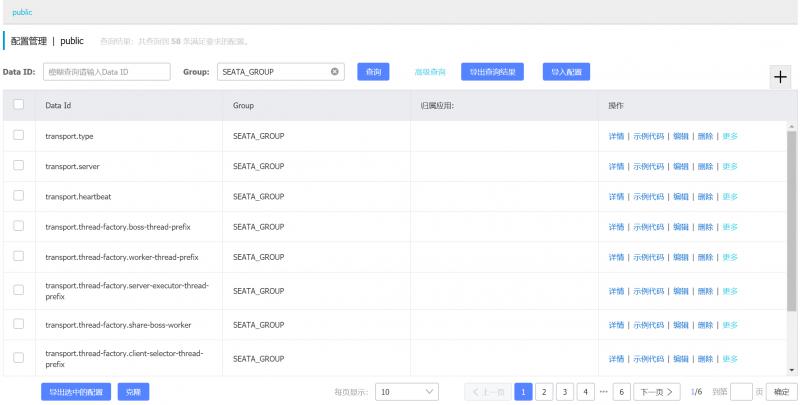 public
配置管理 | public 查询结果：共查询到 58 条满足要求的配置。
Data ID: 模糊查询请输入Data ID Group: SEATA_GROUP 查询 高级查询 导出查询结果 导入配置
Data Id Group 归属应用: 操作
transport.type SEATA_GROUP 详情 | 示例代码 | 编辑 | 删除 | 更多
transport.server SEATA_GROUP 详情 | 示例代码 | 编辑 | 删除 | 更多
transport.heartbeat SEATA_GROUP 详情 | 示例代码 | 编辑 | 删除 | 更多
transport.thread-factory.boss-thread-prefix SEATA_GROUP 详情 | 示例代码 | 编辑 | 删除 | 更多
transport.thread-factory.worker-thread-prefix SEATA_GROUP 详情 | 示例代码 | 编辑 | 删除 | 更多
transport.thread-factory.server-executor-thread-
prefix SEATA_GROUP 详情 | 示例代码 | 编辑 | 删除 | 更多
transport.thread-factory.share-boss-worker SEATA_GROUP 详情 | 示例代码 | 编辑 | 删除 | 更多
transport.thread-factory.client-selector-thread-
prefix SEATA_GROUP 详情 | 示例代码 | 编辑 | 删除 | 更多
导出选中的配置 克隆 每页显示: 10 上一页 1 2 3 4 ··· 6 下一页 1/6 到第 页 确定